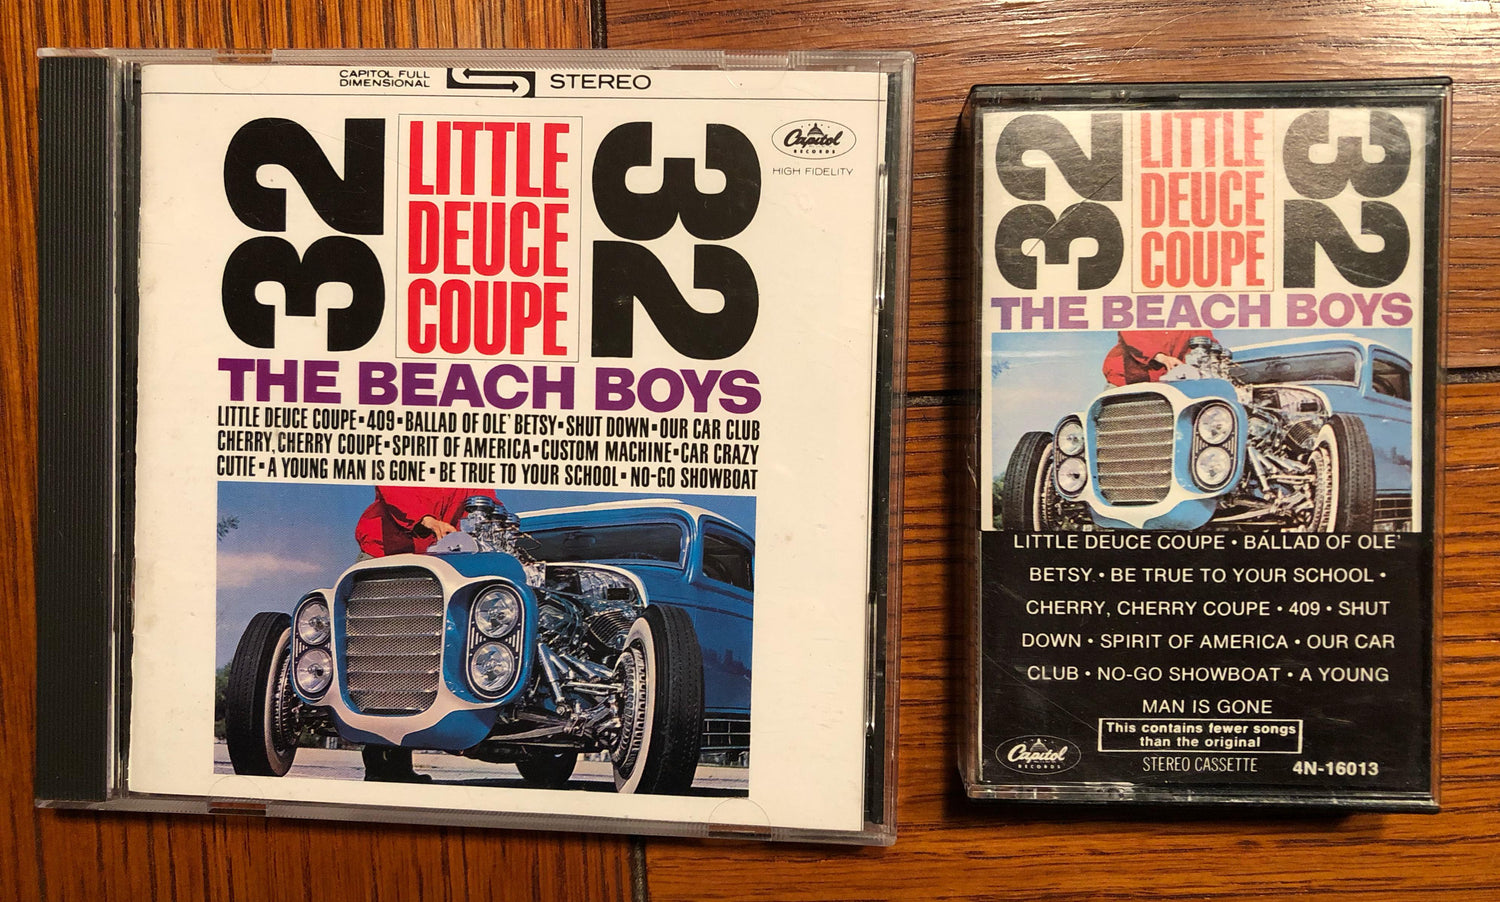 CAPITOL FULL
DIMENSIONAL
STEREO
32
LITTLE
DEUCE
COUPE
32
Capitol
RECORDS
HIGH FIDELITY
THE BEACH BOYS
LITTLE DEUCE COUPE▪409▪BALLAD OF OLE' BETSY▪SHUT DOWN▪OUR CAR CLUB
CHERRY, CHERRY COUPE▪SPIRIT OF AMERICA▪CUSTOM MACHINE▪CAR CRAZY
CUTIE▪A YOUNG MAN IS GONE▪BE TRUE TO YOUR SCHOOL▪NO-GO SHOWBOAT
32
LITTLE
DEUCE
COUPE
32
THE BEACH BOYS
LITTLE DEUCE COUPE • BALLAD OF OLE'
BETSY • BE TRUE TO YOUR SCHOOL •
CHERRY, CHERRY COUPE • 409 • SHUT
DOWN • SPIRIT OF AMERICA • OUR CAR
CLUB • NO-GO SHOWBOAT • A YOUNG
MAN IS GONE
This contains fewer songs
than the original
Capitol
RECORDS
STEREO CASSETTE
4N-16013